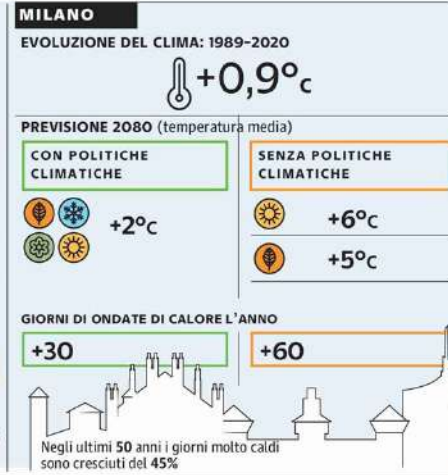 MILANO
EVOLUZIONE DEL CLIMA: 1989-2020
+0,9°c
PREVISIONE 2080 (temperatura media)
CON POLITICHE
CLIMATICHE
+2°c
SENZA POLITICHE
CLIMATICHE
+6°c
+5°c
GIORNI DI ONDATE DI CALORE L'ANNO
+30
+60
Negli ultimi 50 anni i giorni molto caldi
sono cresciuti del 45%